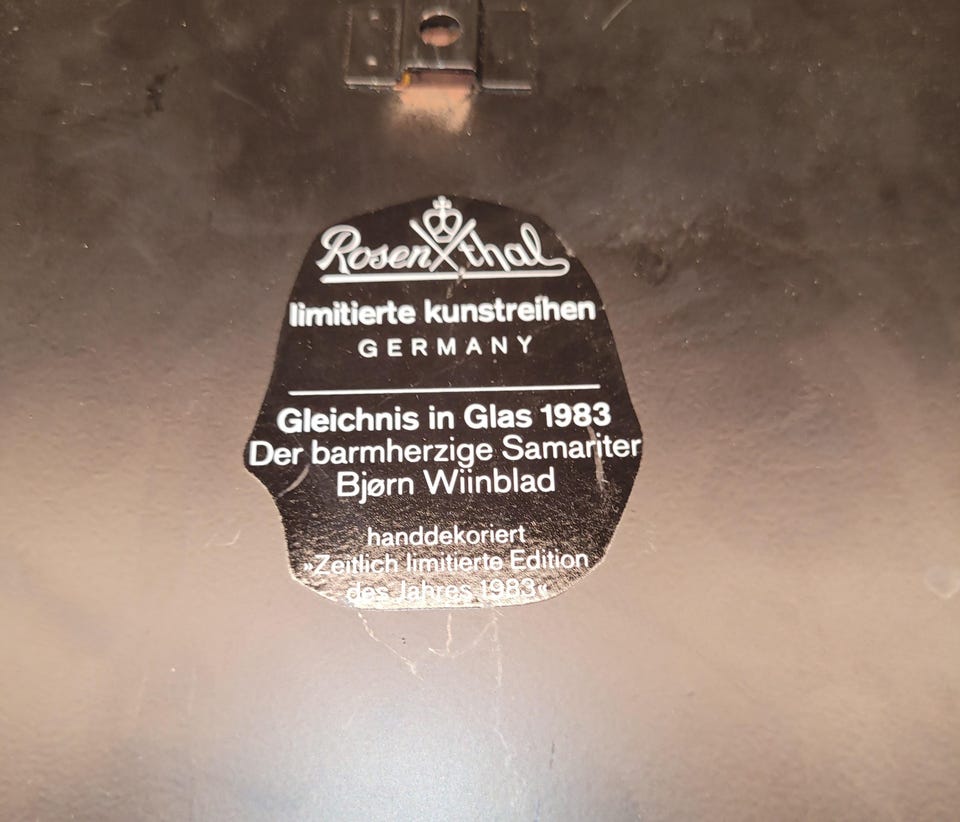 Rosenthal
limitierte kunstreihen
GERMANY
Gleichnis in Glas 1983
Der barmherzige Samariter
Bjørn Wiinblad
handdekoriert
»Zeitlich limitierte Edition
des Jahres 1983«